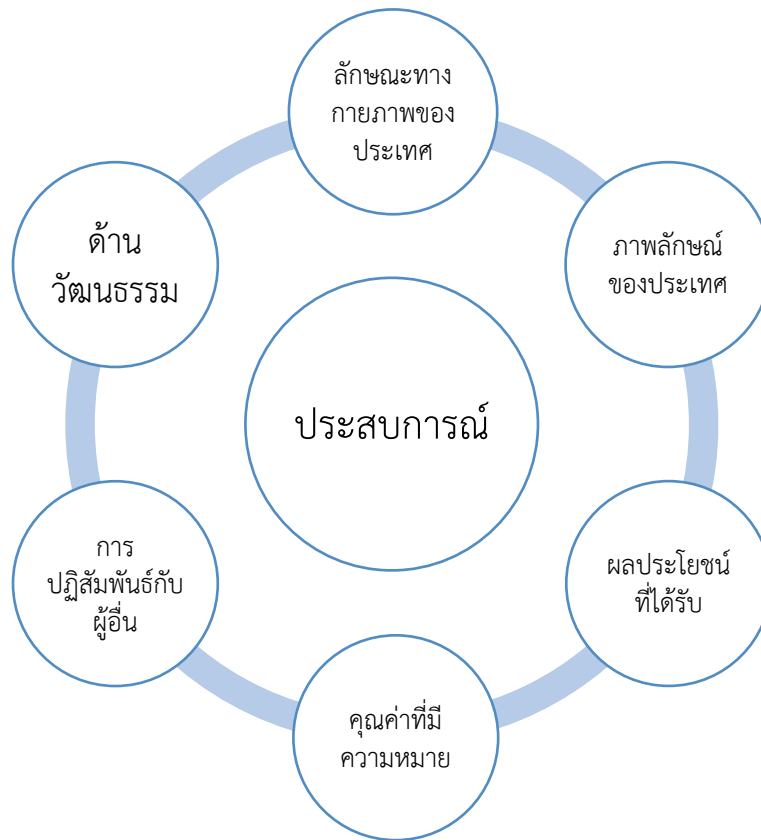 ลักษณะทาง
กายภาพของ
ประเทศ
ภาพลักษณ์
ของประเทศ
ผลประโยชน์
ที่ได้รับ
คุณค่าที่มี
ความหมาย
การ
ปฏิสัมพันธ์กับ
ผู้อื่น
ด้าน
วัฒนธรรม
ประสบการณ์